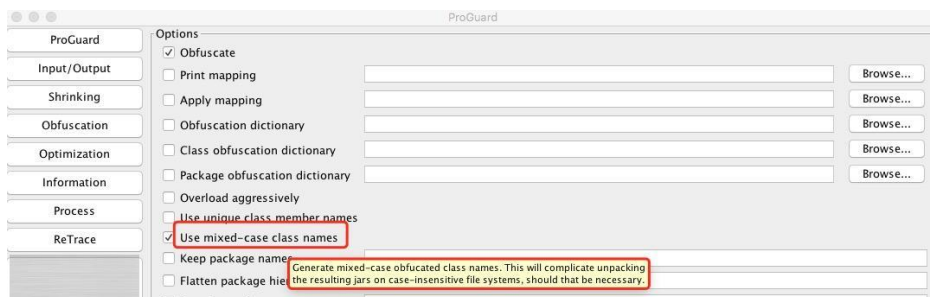 ProGuard
ProGuard
Input/Output
Shrinking
Obfuscation
Optimization
Information
Process
ReTrace
Options
Obfuscate
Print mapping Browse...
Apply mapping Browse...
Obfuscation dictionary Browse...
Class obfuscation dictionary Browse...
Package obfuscation dictionary Browse...
Overload aggressively
Use unique class member names
Use mixed-case class names
Keep package names
Flatten package hie
Generate mixed-case obfucated class names. This will complicate unpacking
the resulting jars on case-insensitive file systems, should that be necessary.